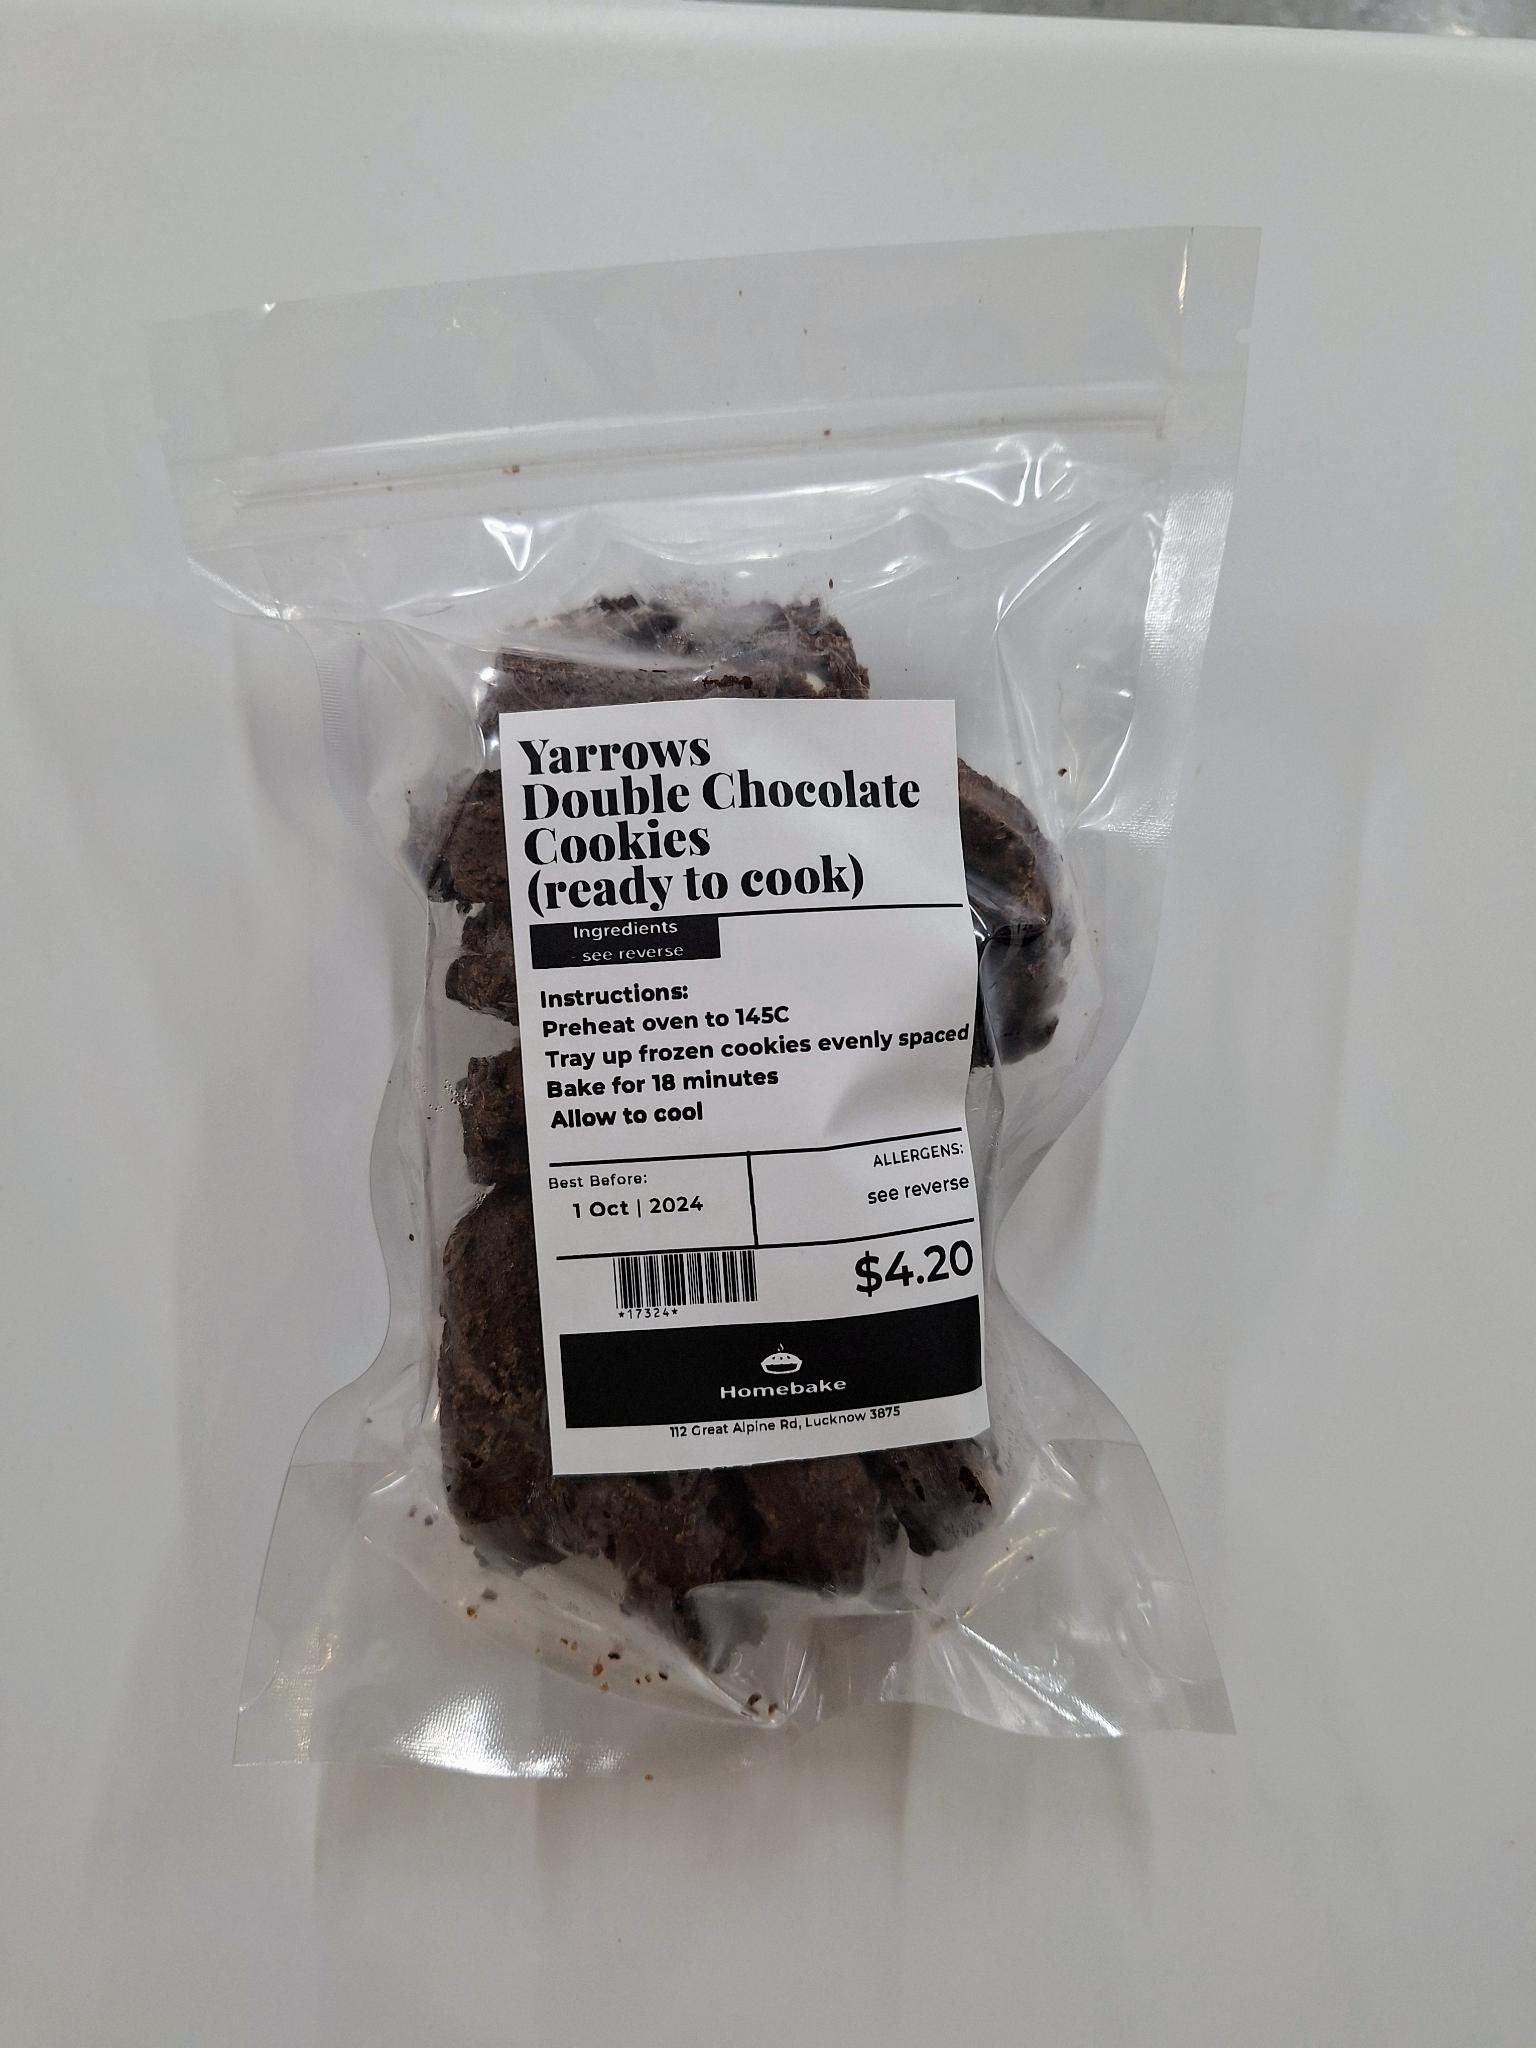 Yarrows
Double Chocolate
Cookies
(ready to cook)
Ingredients
- see reverse
Instructions:
Preheat oven to 145C
Tray up frozen cookies evenly spaced
Bake for 18 minutes
Allow to cool
Best Before:
1 Oct | 2024
ALLERGENS:
see reverse
*17324*
$4.20
Homebake
112 Great Alpine Rd, Lucknow 3875